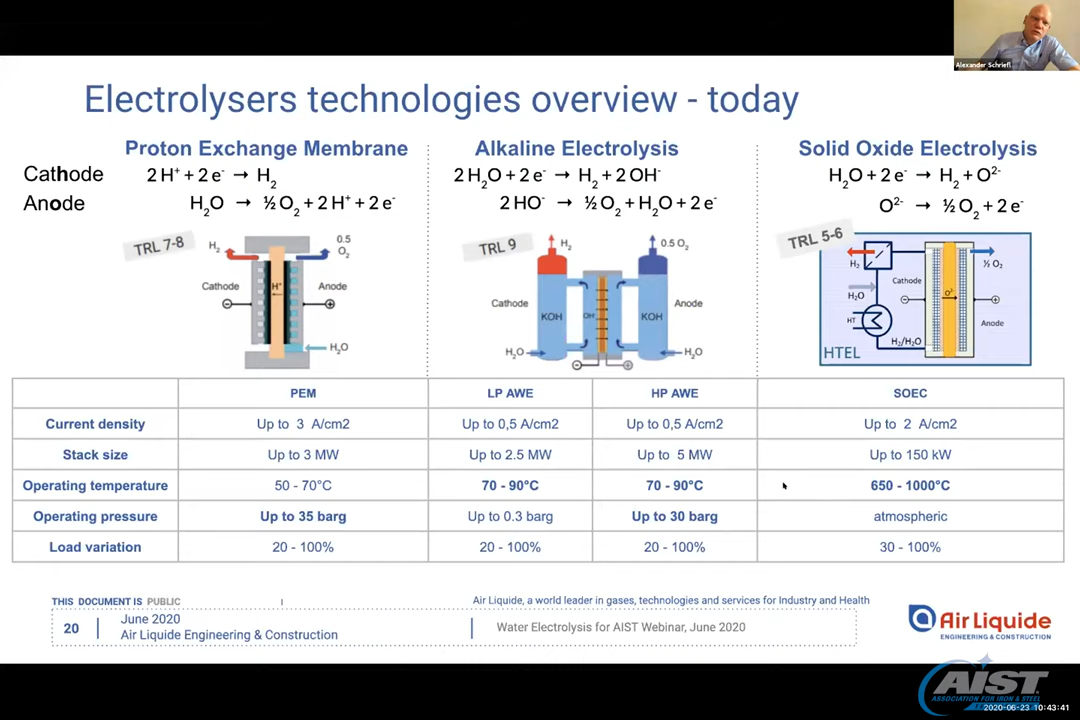 Alexander Schriefl
Electrolysers technologies overview - today
Proton Exchange Membrane
Alkaline Electrolysis
Solid Oxide Electrolysis
Cathode
2 H⁺ + 2 e⁻ → H₂
2 H₂O + 2 e⁻ → H₂ + 2 OH⁻
H₂O + 2 e⁻ → H₂ + O²⁻
Anode
H₂O → ½ O₂ + 2 H⁺ + 2 e⁻
2 HO⁻ → ½ O₂ + H₂O + 2 e⁻
O²⁻ → ½ O₂ + 2 e⁻
TRL 7-8
H₂
0.5 O₂
Cathode
H⁺
Anode
H₂O
TRL 9
H₂
0.5 O₂
Cathode
KOH
OH⁻
KOH
Anode
H₂O
H₂O
TRL 5-6
H₂
½ O₂
Cathode
H₂O
O²⁻
HT
Anode
H₂/H₂O
HTEL
PEM LP AWE HP AWE SOEC
Current density Up to 3 A/cm2 Up to 0,5 A/cm2 Up to 0,5 A/cm2 Up to 2 A/cm2
Stack size Up to 3 MW Up to 2.5 MW Up to 5 MW Up to 150 kW
Operating temperature 50 - 70°C 70 - 90°C 70 - 90°C 650 - 1000°C
Operating pressure Up to 35 barg Up to 0.3 barg Up to 30 barg atmospheric
Load variation 20 - 100% 20 - 100% 20 - 100% 30 - 100%
THIS DOCUMENT IS PUBLIC
Air Liquide, a world leader in gases, technologies and services for Industry and Health
20
June 2020
Air Liquide Engineering & Construction
Water Electrolysis for AIST Webinar, June 2020
Air Liquide
ENGINEERING & CONSTRUCTION
AIST
ASSOCIATION FOR IRON & STEEL
2020-06-23 10:43:41